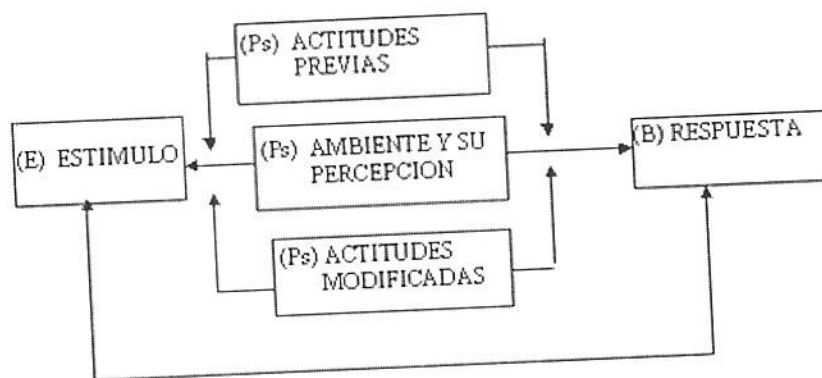 (Ps) ACTITUDES
PREVIAS
(E) ESTIMULO
(Ps) AMBIENTE Y SU
PERCEPCION
(B) RESPUESTA
(Ps) ACTITUDES
MODIFICADAS